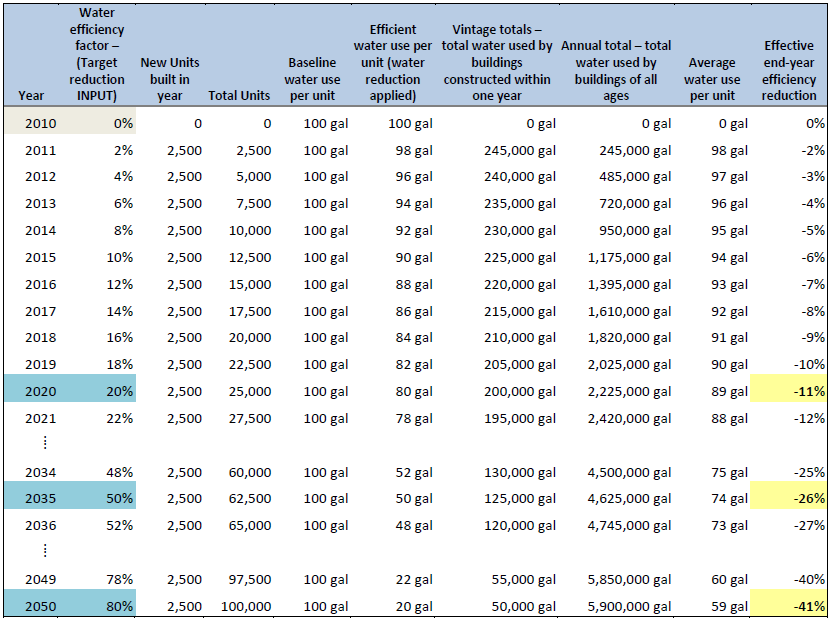 Year Water efficiency factor – (Target reduction INPUT) New Units built in year Total Units Baseline water use per unit Efficient water use per unit (water reduction applied) Vintage totals – total water used by buildings constructed within one year Annual total – total water used by buildings of all ages Average water use per unit Effective end-year efficiency reduction
2010 0% 0 0 100 gal 100 gal 0 gal 0 gal 0 gal 0%
2011 2% 2,500 2,500 100 gal 98 gal 245,000 gal 245,000 gal 98 gal -2%
2012 4% 2,500 5,000 100 gal 96 gal 240,000 gal 485,000 gal 97 gal -3%
2013 6% 2,500 7,500 100 gal 94 gal 235,000 gal 720,000 gal 96 gal -4%
2014 8% 2,500 10,000 100 gal 92 gal 230,000 gal 950,000 gal 95 gal -5%
2015 10% 2,500 12,500 100 gal 90 gal 225,000 gal 1,175,000 gal 94 gal -6%
2016 12% 2,500 15,000 100 gal 88 gal 220,000 gal 1,395,000 gal 93 gal -7%
2017 14% 2,500 17,500 100 gal 86 gal 215,000 gal 1,610,000 gal 92 gal -8%
2018 16% 2,500 20,000 100 gal 84 gal 210,000 gal 1,820,000 gal 91 gal -9%
2019 18% 2,500 22,500 100 gal 82 gal 205,000 gal 2,025,000 gal 90 gal -10%
2020 20% 2,500 25,000 100 gal 80 gal 200,000 gal 2,225,000 gal 89 gal -11%
2021 22% 2,500 27,500 100 gal 78 gal 195,000 gal 2,420,000 gal 88 gal -12%
⁞
2034 48% 2,500 60,000 100 gal 52 gal 130,000 gal 4,500,000 gal 75 gal -25%
2035 50% 2,500 62,500 100 gal 50 gal 125,000 gal 4,625,000 gal 74 gal -26%
2036 52% 2,500 65,000 100 gal 48 gal 120,000 gal 4,745,000 gal 73 gal -27%
⁞
2049 78% 2,500 97,500 100 gal 22 gal 55,000 gal 5,850,000 gal 60 gal -40%
2050 80% 2,500 100,000 100 gal 20 gal 50,000 gal 5,900,000 gal 59 gal -41%